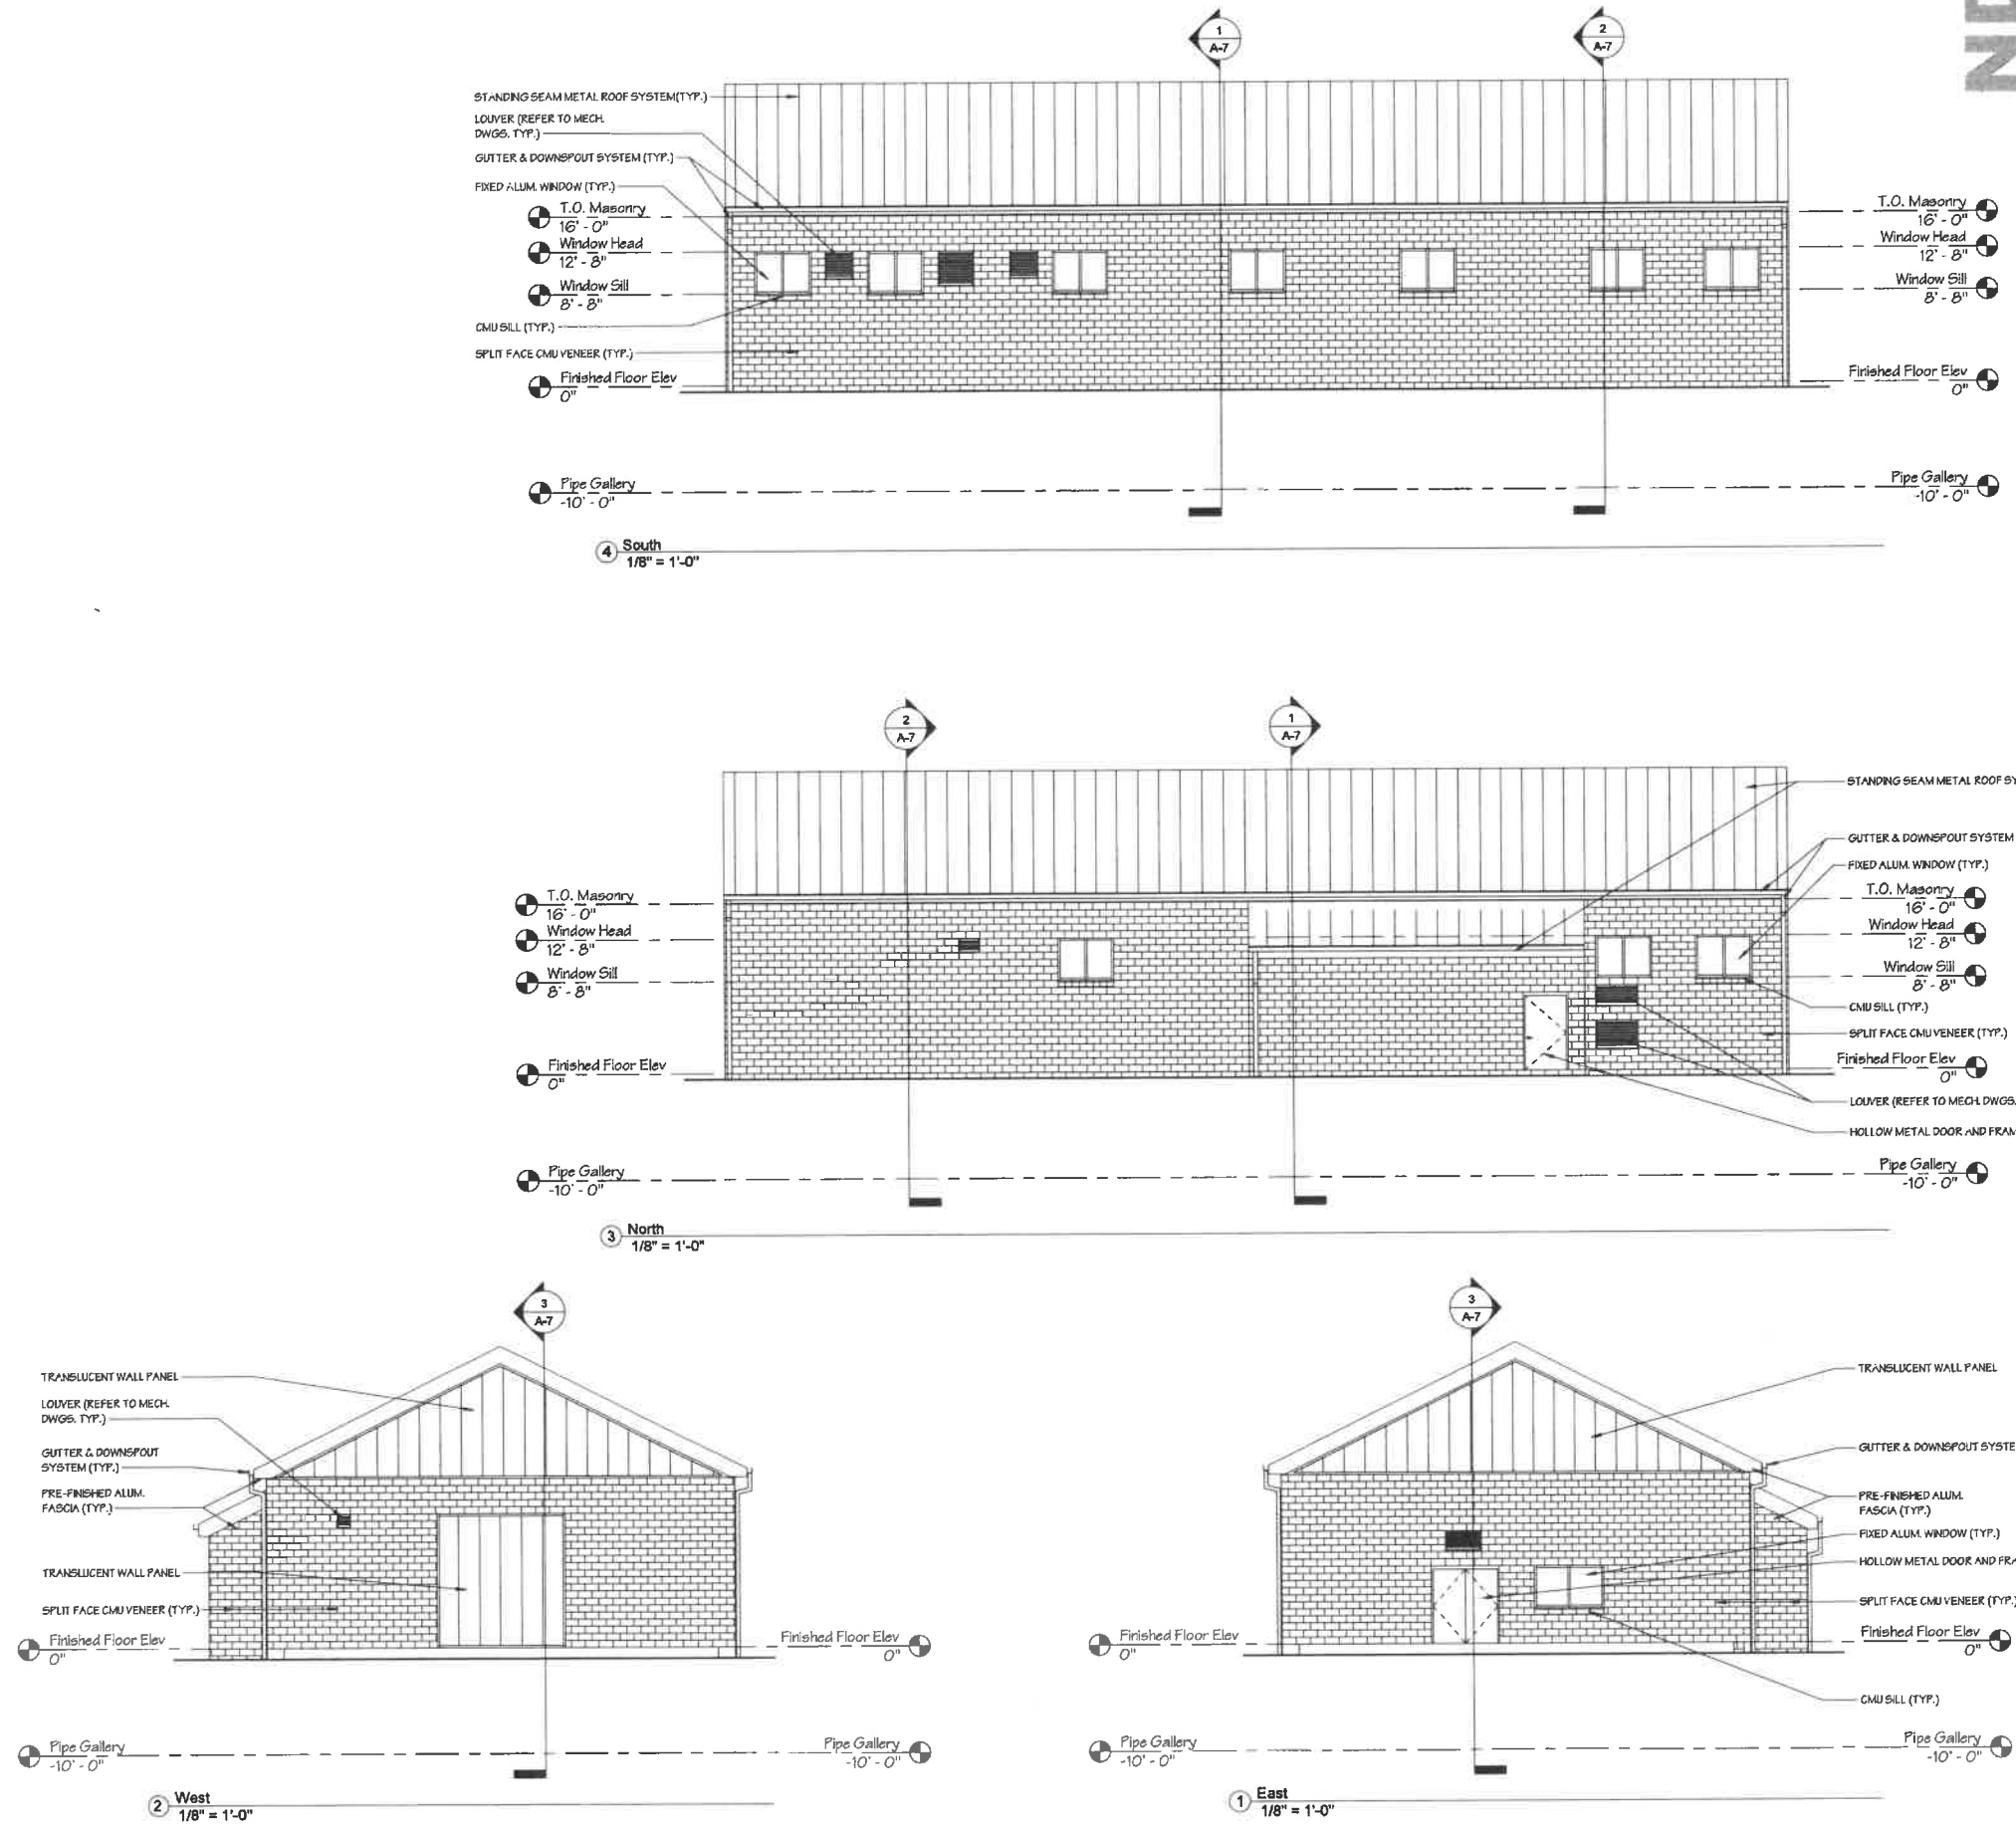 1
A-7
2
A-7
STANDING SEAM METAL ROOF SYSTEM(TYP.)
LOUVER (REFER TO MECH.
DWGS. TYP.)
GUTTER & DOWNSPOUT SYSTEM (TYP.)
FIXED ALUM. WINDOW (TYP.)
T.O. Masonry
16' - 0"
Window Head
12' - 8"
Window Sill
8' - 8"
CMU SILL (TYP.)
SPLIT FACE CMU VENEER (TYP.)
Finished Floor Elev
0"
Pipe Gallery
-10' - 0"
T.O. Masonry
16' - 0"
Window Head
12' - 8"
Window Sill
8' - 8"
Finished Floor Elev
0"
Pipe Gallery
-10' - 0"
4 South
1/8" = 1'-0"
2
A-7
1
A-7
T.O. Masonry
16' - 0"
Window Head
12' - 8"
Window Sill
8' - 8"
Finished Floor Elev
0"
Pipe Gallery
-10' - 0"
STANDING SEAM METAL ROOF SY
GUTTER & DOWNSPOUT SYSTEM
FIXED ALUM. WINDOW (TYP.)
T.O. Masonry
16' - 0"
Window Head
12' - 8"
Window Sill
8' - 8"
CMU SILL (TYP.)
SPLIT FACE CMU VENEER (TYP.)
Finished Floor Elev
0"
LOUVER (REFER TO MECH. DWGS.
HOLLOW METAL DOOR AND FRAM
Pipe Gallery
-10' - 0"
3 North
1/8" = 1'-0"
3
A-7
TRANSLUCENT WALL PANEL
LOUVER (REFER TO MECH.
DWGS. TYP.)
GUTTER & DOWNSPOUT
SYSTEM (TYP.)
PRE-FINISHED ALUM.
FASCIA (TYP.)
TRANSLUCENT WALL PANEL
SPLIT FACE CMU VENEER (TYP.)
Finished Floor Elev
0"
Finished Floor Elev
0"
Pipe Gallery
-10' - 0"
Pipe Gallery
-10' - 0"
2 West
1/8" = 1'-0"
3
A-7
TRANSLUCENT WALL PANEL
GUTTER & DOWNSPOUT SYSTE
PRE-FINISHED ALUM.
FASCIA (TYP.)
FIXED ALUM. WINDOW (TYP.)
HOLLOW METAL DOOR AND FRA
SPLIT FACE CMU VENEER (TYP.)
Finished Floor Elev
0"
Finished Floor Elev
0"
CMU SILL (TYP.)
Pipe Gallery
-10' - 0"
Pipe Gallery
-10' - 0"
1 East
1/8" = 1'-0"